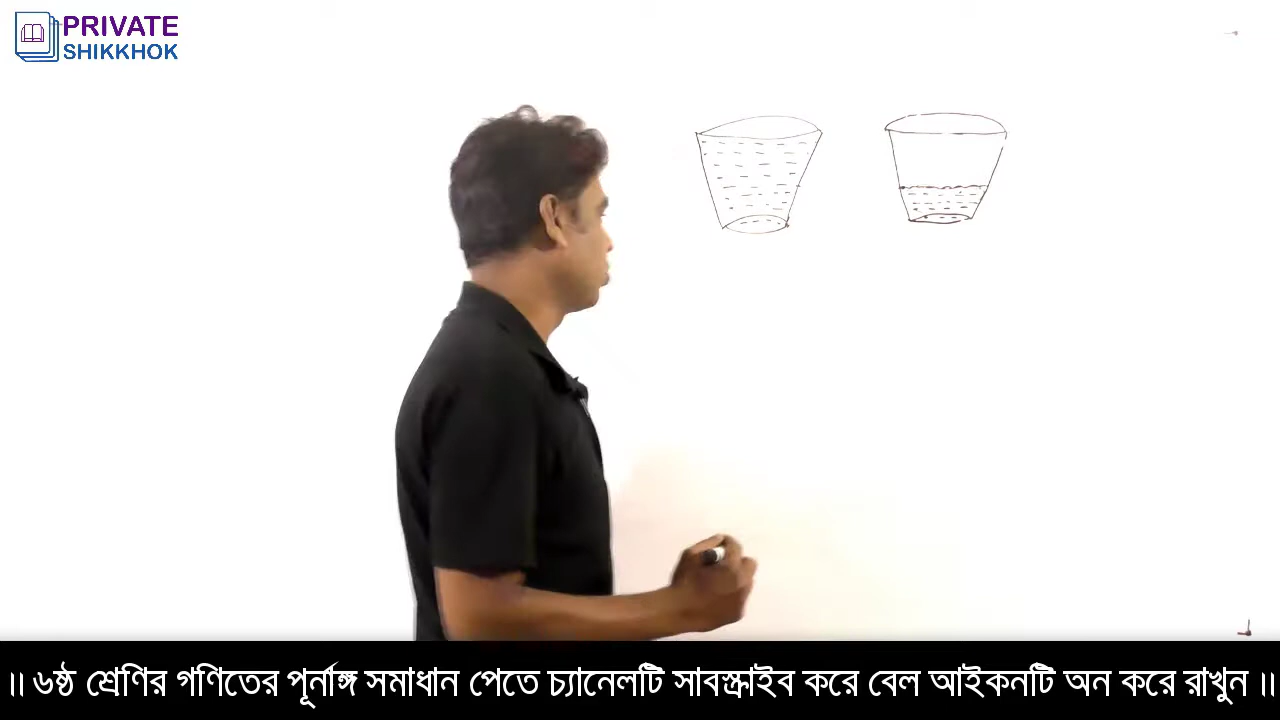 PRIVATE
SHIKKHOK
।। ৬ষ্ঠ শ্রেণির গণিতের পূর্নাঙ্গ সমাধান পেতে চ্যানেলটি সাবস্ক্রাইব করে বেল আইকনটি অন করে রাখুন ।।